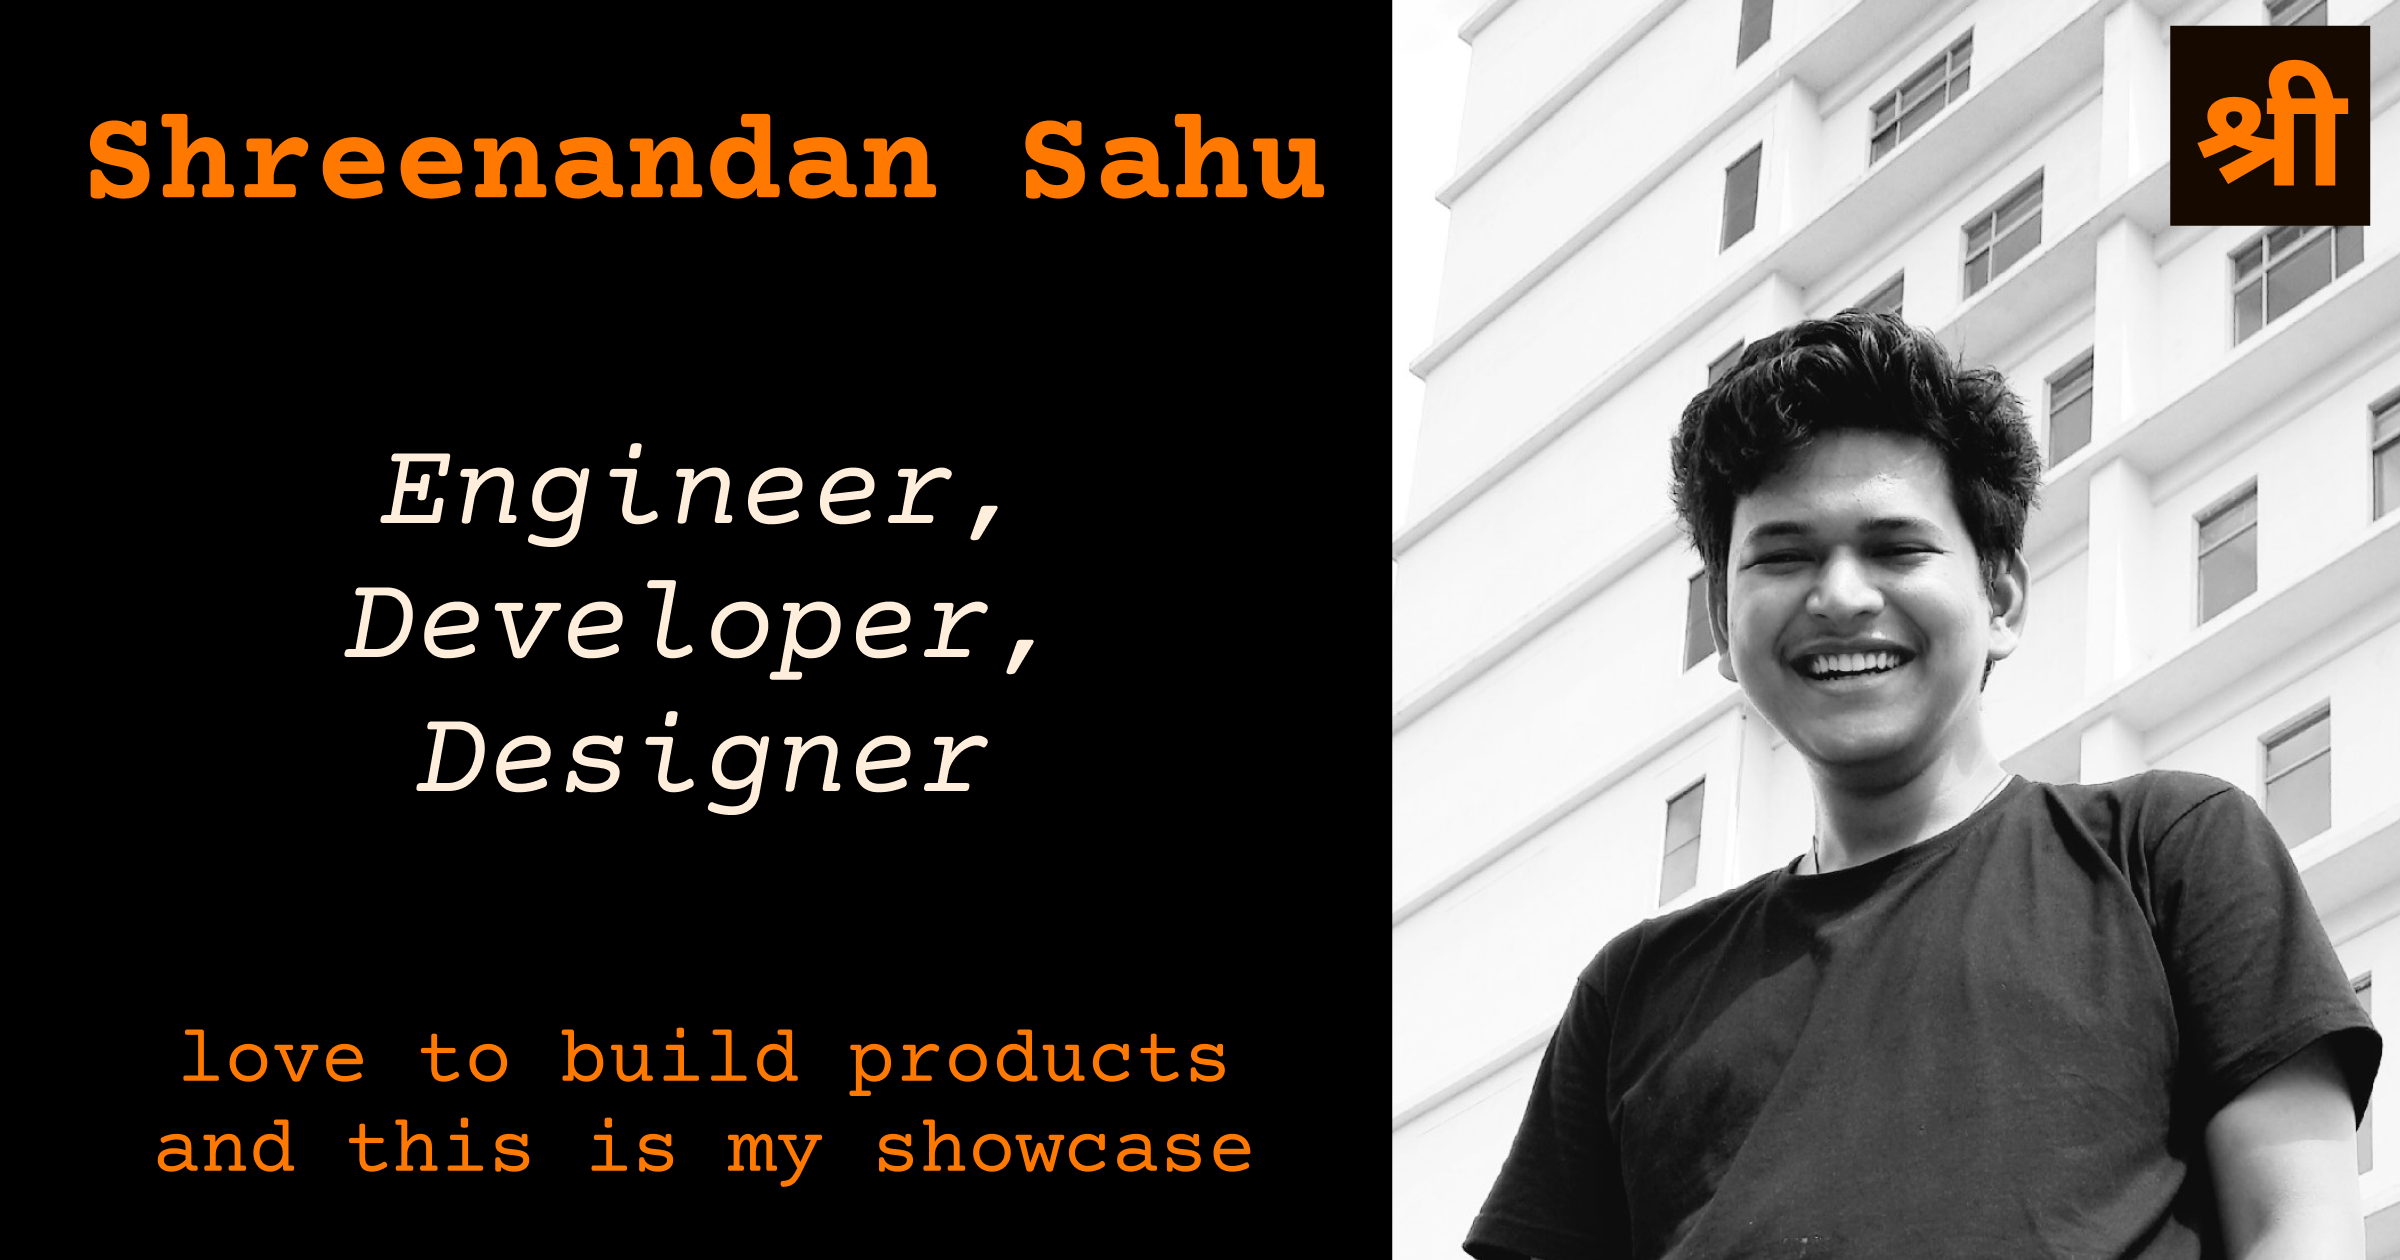 Shreenandan Sahu
श्री
Engineer,
Developer,
Designer
love to build products
and this is my showcase